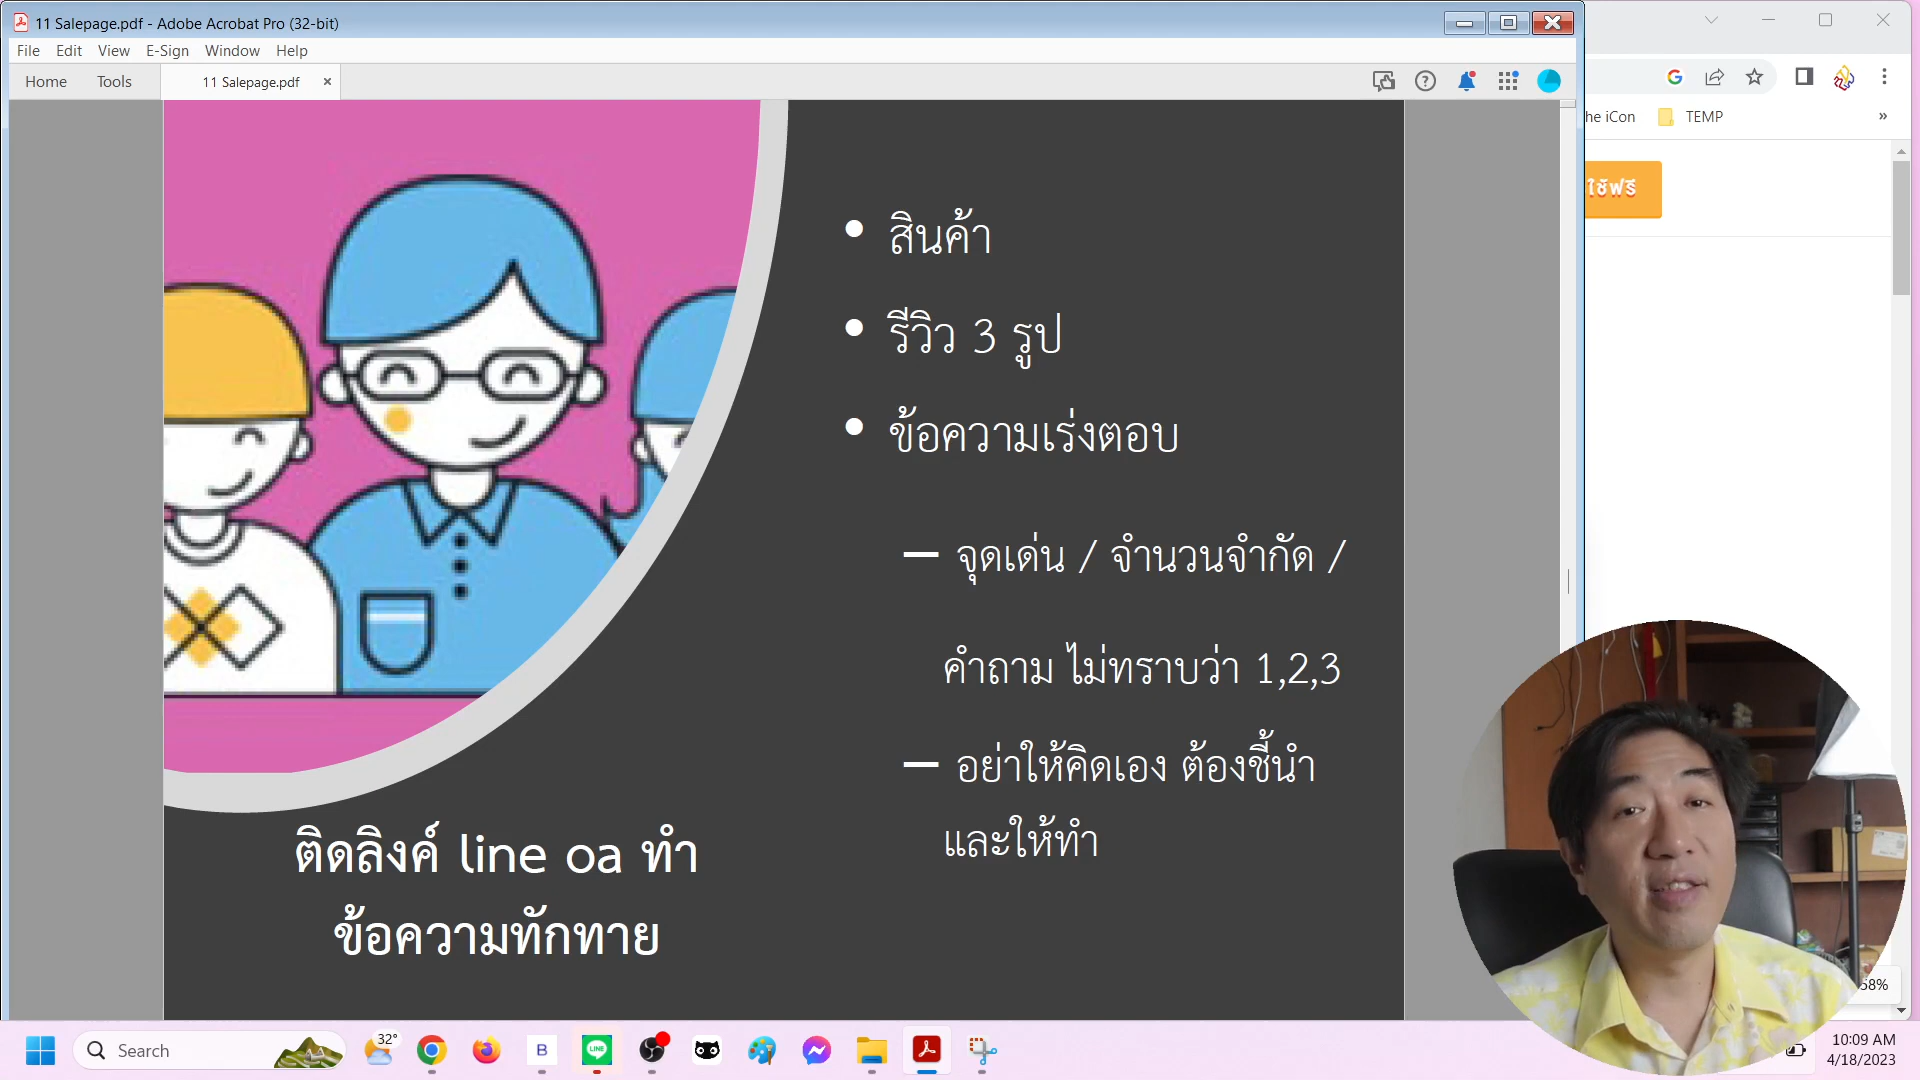 11 Salepage.pdf - Adobe Acrobat Pro (32-bit)
File Edit View E-Sign Window Help
Home Tools 11 Salepage.pdf
he iCon TEMP
ใช้ฟรี
• สินค้า
• รีวิว 3 รูป
• ข้อความเร่งตอบ
– จุดเด่น / จำนวนจำกัด /
คำถาม ไม่ทราบว่า 1,2,3
– อย่าให้คิดเอง ต้องชี้นำ
และให้ทำ
ติดลิงค์ line oa ทำ
ข้อความทักทาย
58%
Search
32°
B
LINE
10:09 AM
4/18/2023